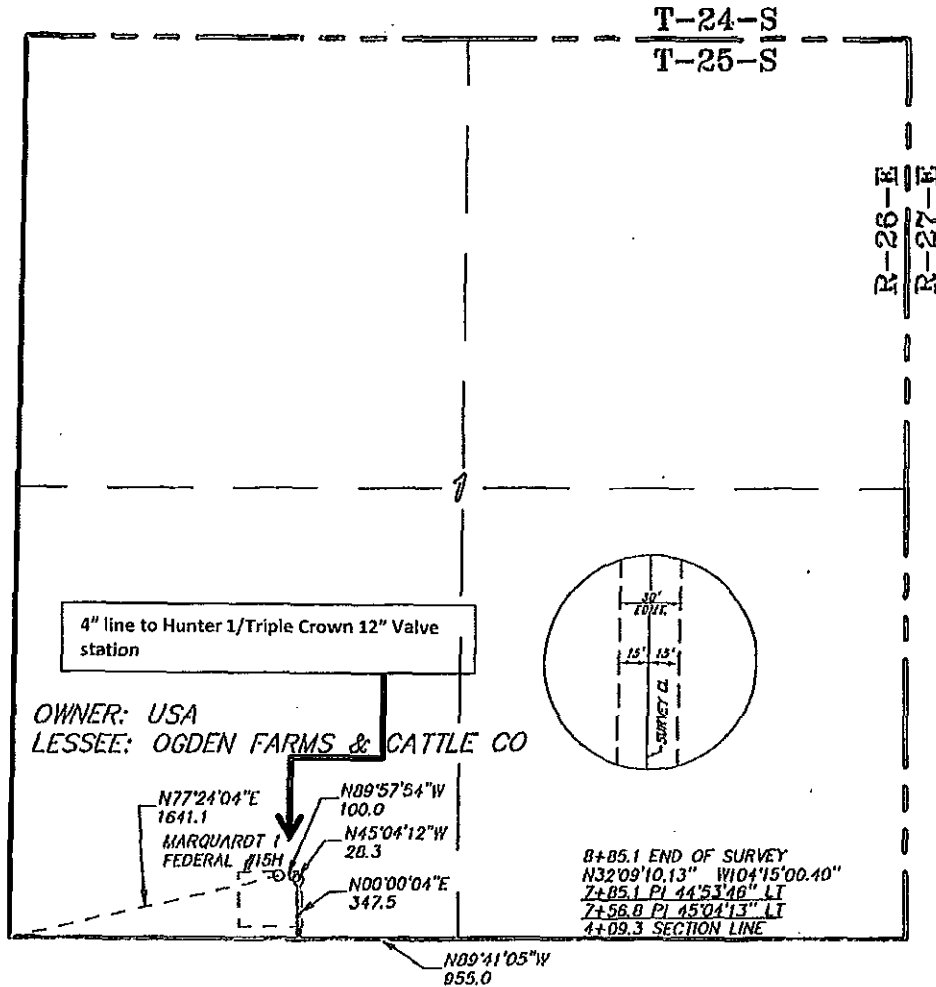 T-24-S
T-25-S
R-26-E
R-27-E
1
30'
ESMT.
15' 15'
SURVEY CL
4" line to Hunter 1/Triple Crown 12" Valve
station
OWNER: USA
LESSEE: OGDEN FARMS & CATTLE CO
N77°24'04"E
1641.1
MARQUARDT 1
FEDERAL #15H
N89°57'54"W
100.0
N45°04'12"W
28.3
N00°00'04"E
347.5
8+85.1 END OF SURVEY
N32°09'10.13" W104°15'00.40"
7+85.1 PI 44°53'46" LT
7+56.8 PI 45°04'13" LT
4+09.3 SECTION LINE
N89°41'05"W
955.0